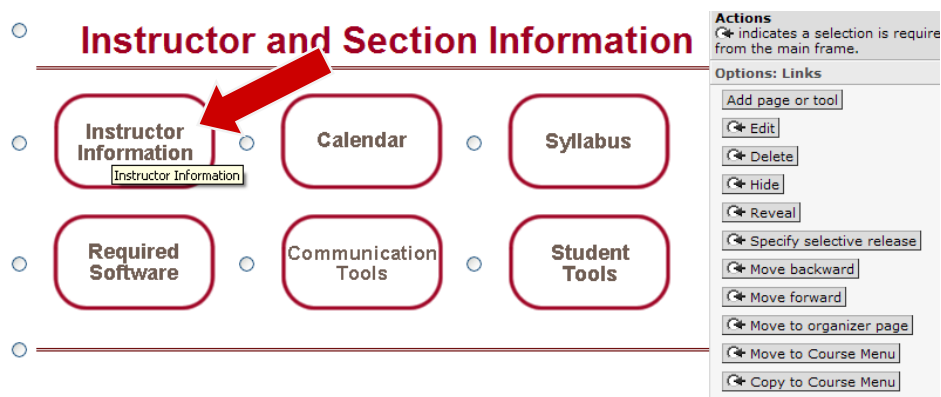 Instructor and Section Information
Instructor
Information
Instructor Information
Calendar
Syllabus
Required
Software
Communication
Tools
Student
Tools
Actions
indicates a selection is require
from the main frame.
Options: Links
Add page or tool
Edit
Delete
Hide
Reveal
Specify selective release
Move backward
Move forward
Move to organizer page
Move to Course Menu
Copy to Course Menu